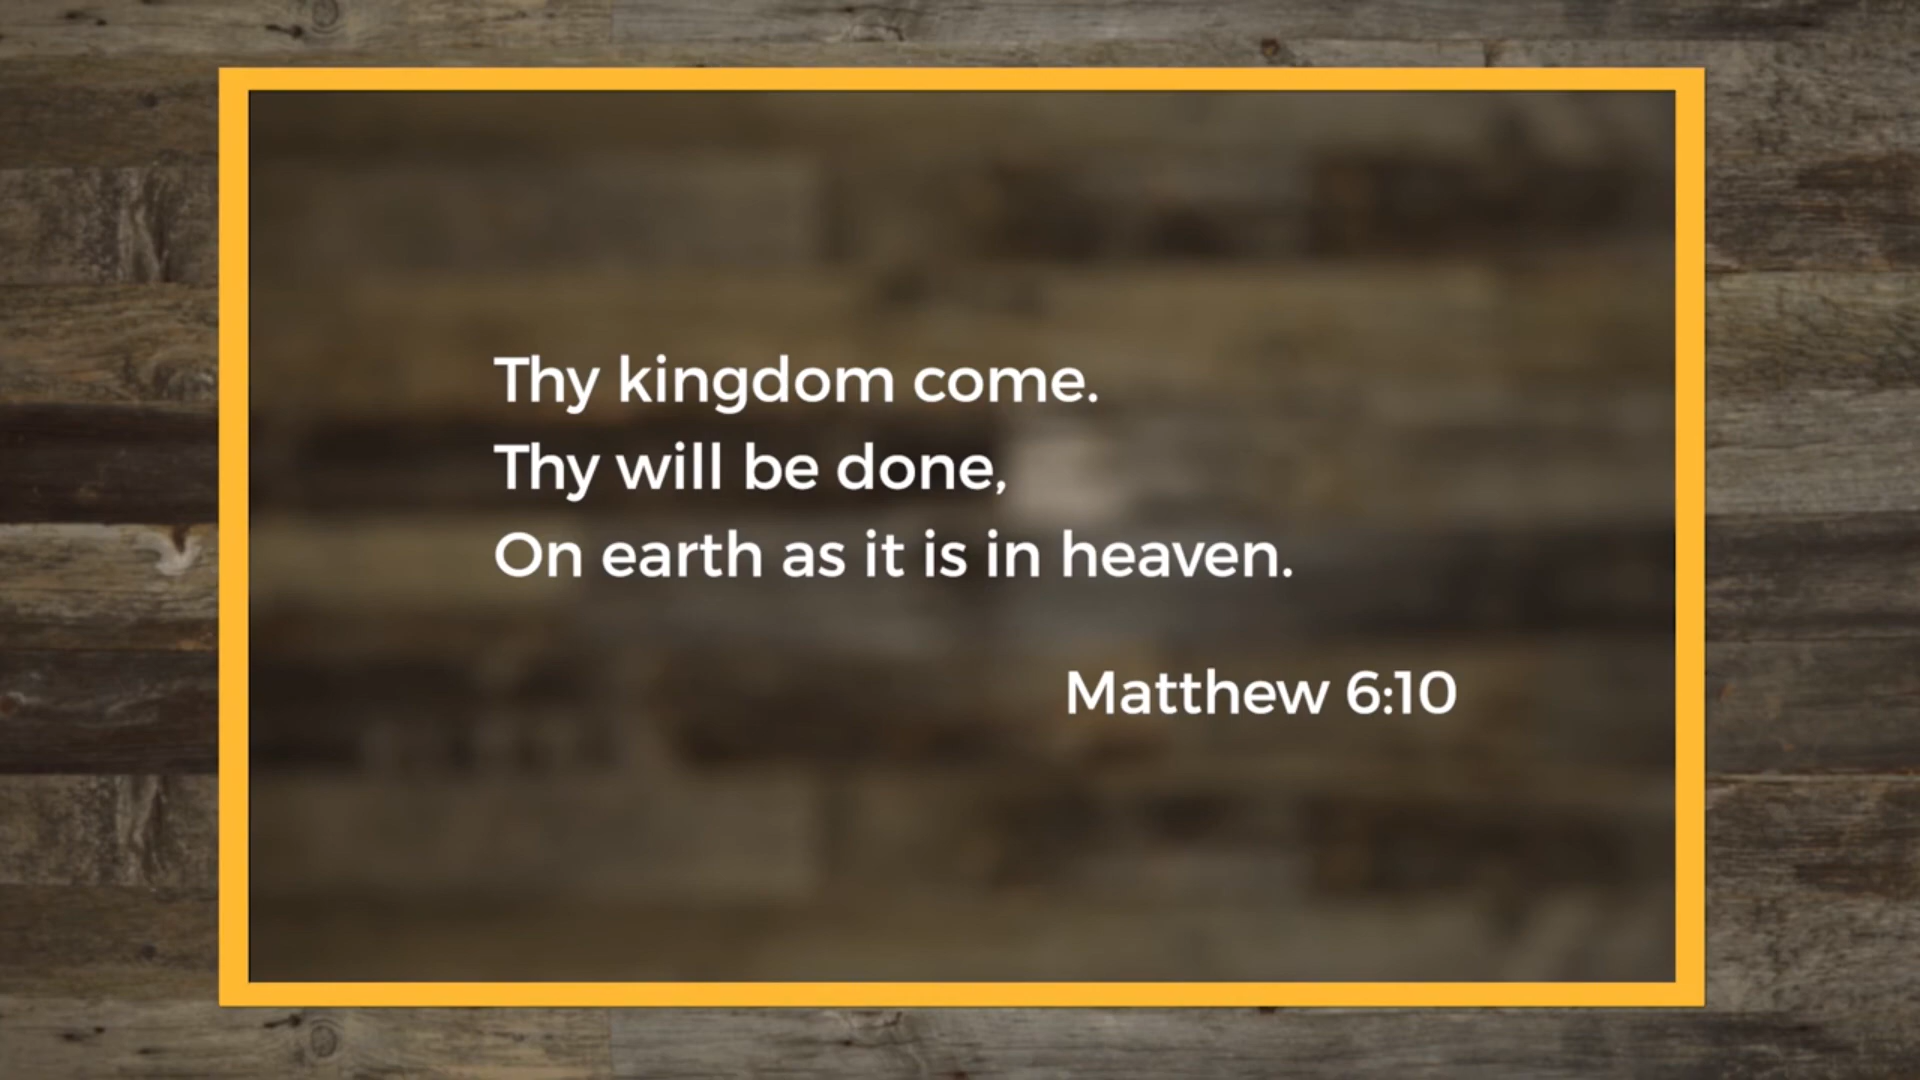 Thy kingdom come.
Thy will be done,
On earth as it is in heaven.
Matthew 6:10